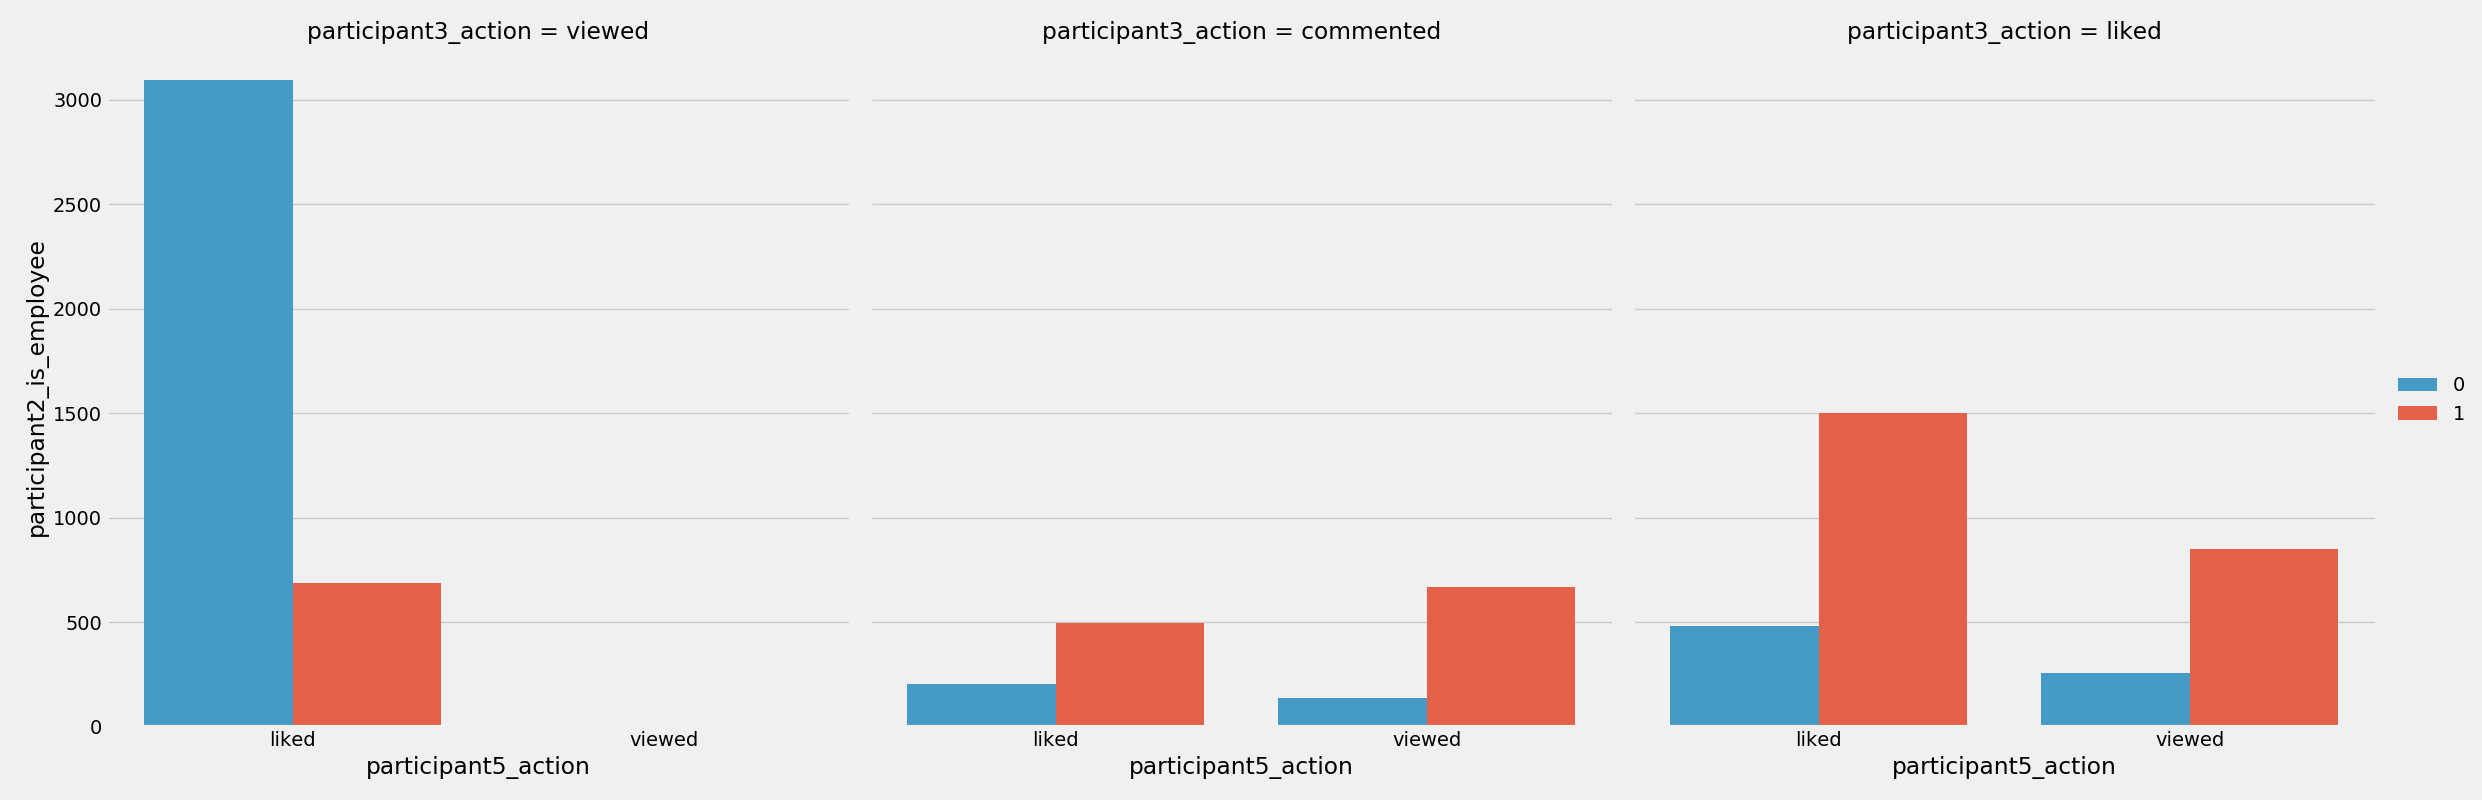 participant3_action = viewed
participant3_action = commented
participant3_action = liked
participant2_is_employee
3000
2500
2000
1500
1000
500
0
liked
viewed
participant5_action
liked
viewed
participant5_action
liked
viewed
participant5_action
0
1